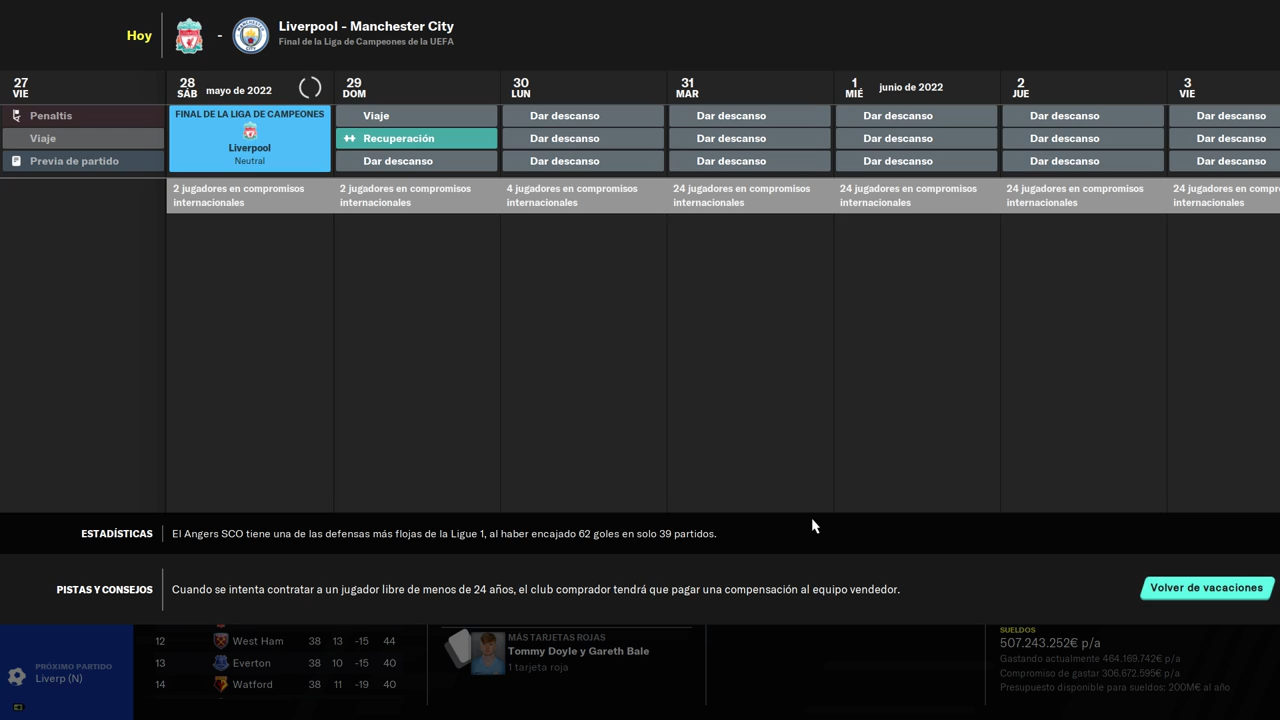 Hoy
-
Liverpool - Manchester City
Final de la Liga de Campeones de la UEFA
27
VIE
28
SÁB
mayo de 2022
29
DOM
30
LUN
31
MAR
1
MIÉ
junio de 2022
2
JUE
3
VIE
Penaltis
FINAL DE LA LIGA DE CAMPEONES
Liverpool
Neutral
Viaje
Dar descanso
Dar descanso
Dar descanso
Dar descanso
Dar descanso
Viaje
Recuperación
Dar descanso
Dar descanso
Dar descanso
Dar descanso
Dar descanso
Previa de partido
Dar descanso
Dar descanso
Dar descanso
Dar descanso
Dar descanso
Dar descanso
2 jugadores en compromisos
internacionales
2 jugadores en compromisos
internacionales
4 jugadores en compromisos
internacionales
24 jugadores en compromisos
internacionales
24 jugadores en compromisos
internacionales
24 jugadores en compromisos
internacionales
24 jugadores en compr
internacionales
ESTADÍSTICAS
El Angers SCO tiene una de las defensas más flojas de la Ligue 1, al haber encajado 62 goles en solo 39 partidos.
PISTAS Y CONSEJOS
Cuando se intenta contratar a un jugador libre de menos de 24 años, el club comprador tendrá que pagar una compensación al equipo vendedor.
Volver de vacaciones
PRÓXIMO PARTIDO
Liverp (N)
12 West Ham 38 13 -15 44
13 Everton 38 10 -15 40
14 Watford 38 11 -19 40
MÁS TARJETAS ROJAS
Tommy Doyle y Gareth Bale
1 tarjeta roja
SUELDOS
507.243.252€ p/a
Gastando actualmente 464.169.742€ p/a
Compromiso de gastar 306.672.595€ p/a
Presupuesto disponible para sueldos: 200M€ al año